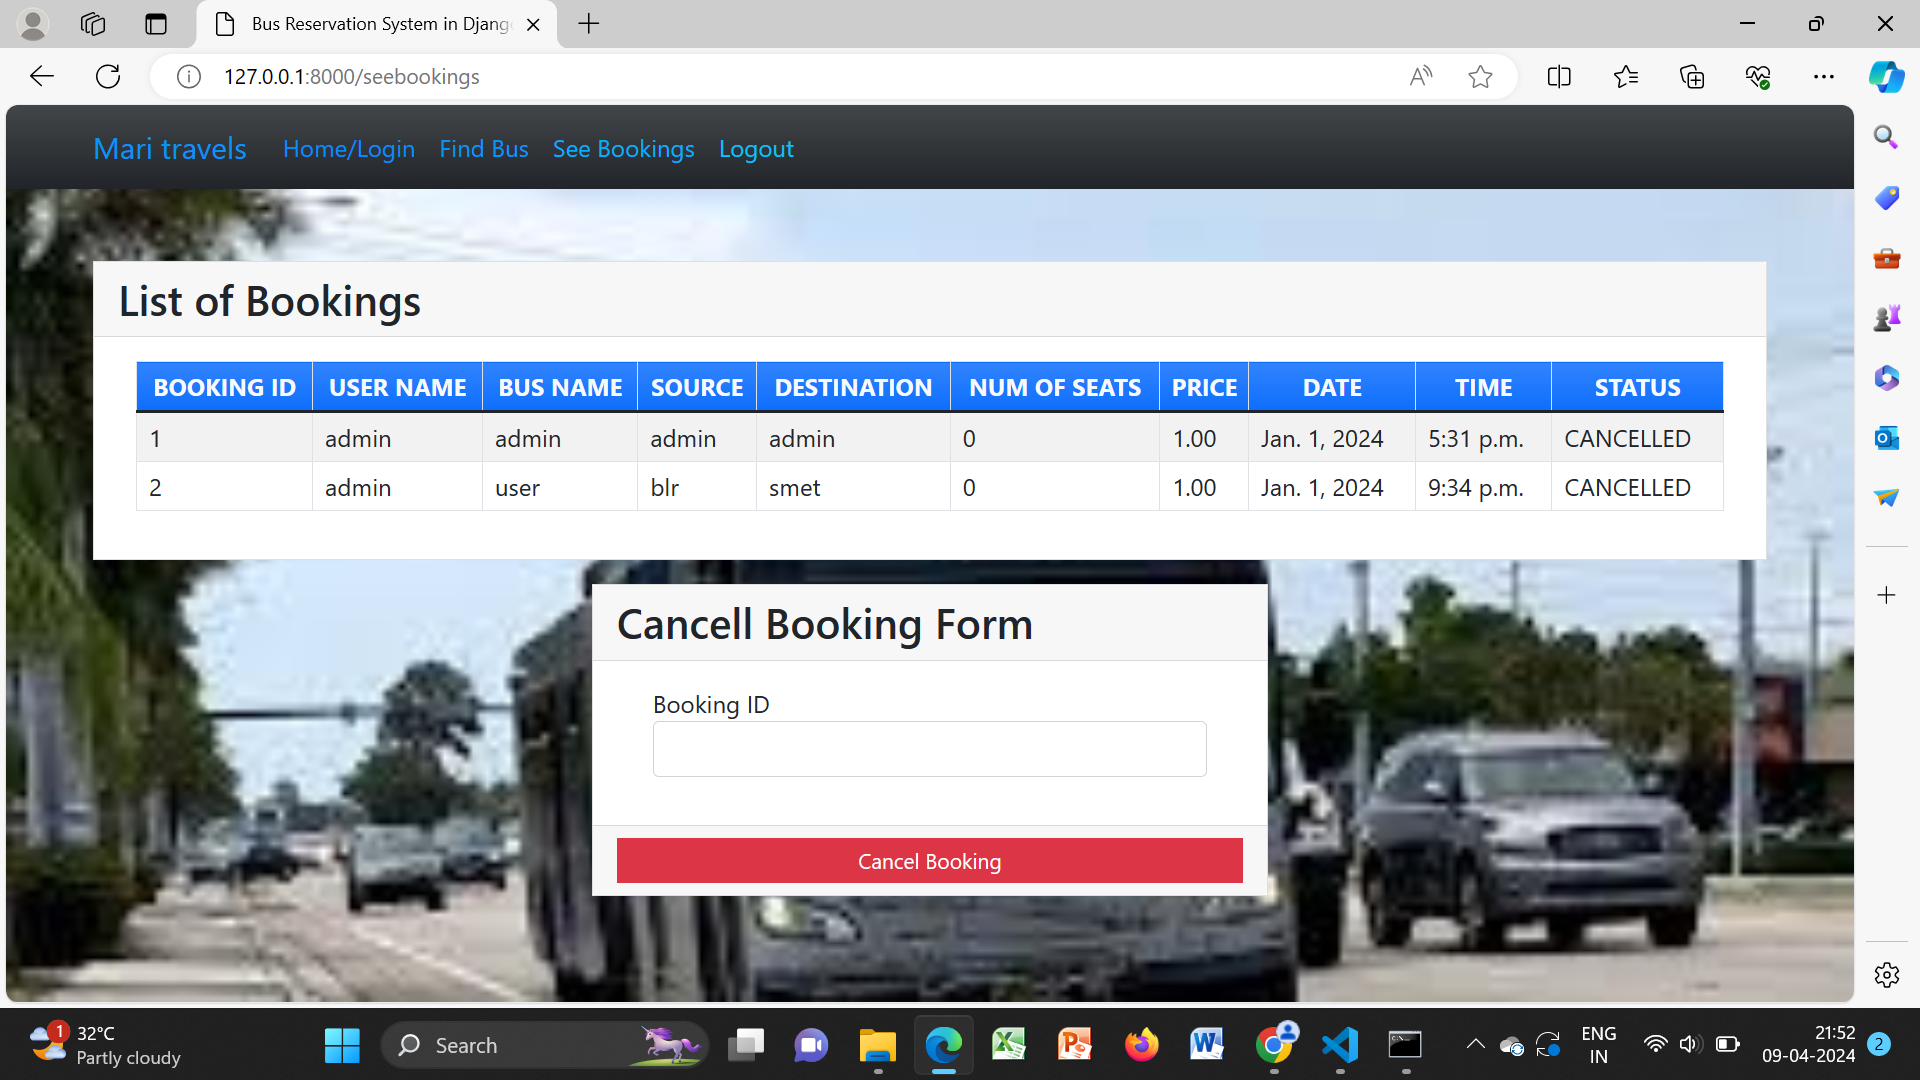 Bus Reservation System in Djang
127.0.0.1:8000/seebookings
Mari travels Home/Login Find Bus See Bookings Logout
List of Bookings
BOOKING ID USER NAME BUS NAME SOURCE DESTINATION NUM OF SEATS PRICE DATE TIME STATUS
1 admin admin admin admin 0 1.00 Jan. 1, 2024 5:31 p.m. CANCELLED
2 admin user blr smet 0 1.00 Jan. 1, 2024 9:34 p.m. CANCELLED
Cancell Booking Form
Booking ID
Cancel Booking
1 32°C
Partly cloudy
Search
ENG
IN
21:52
09-04-2024
2